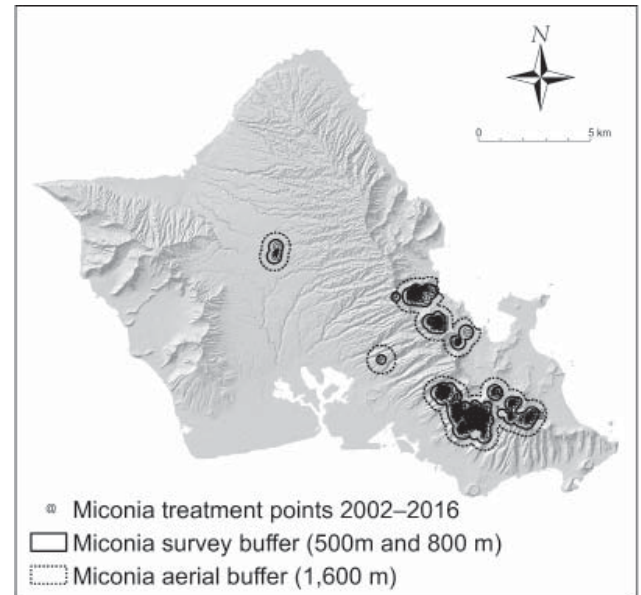 N
0 5 km
Miconia treatment points 2002–2016
Miconia survey buffer (500m and 800 m)
Miconia aerial buffer (1,600 m)